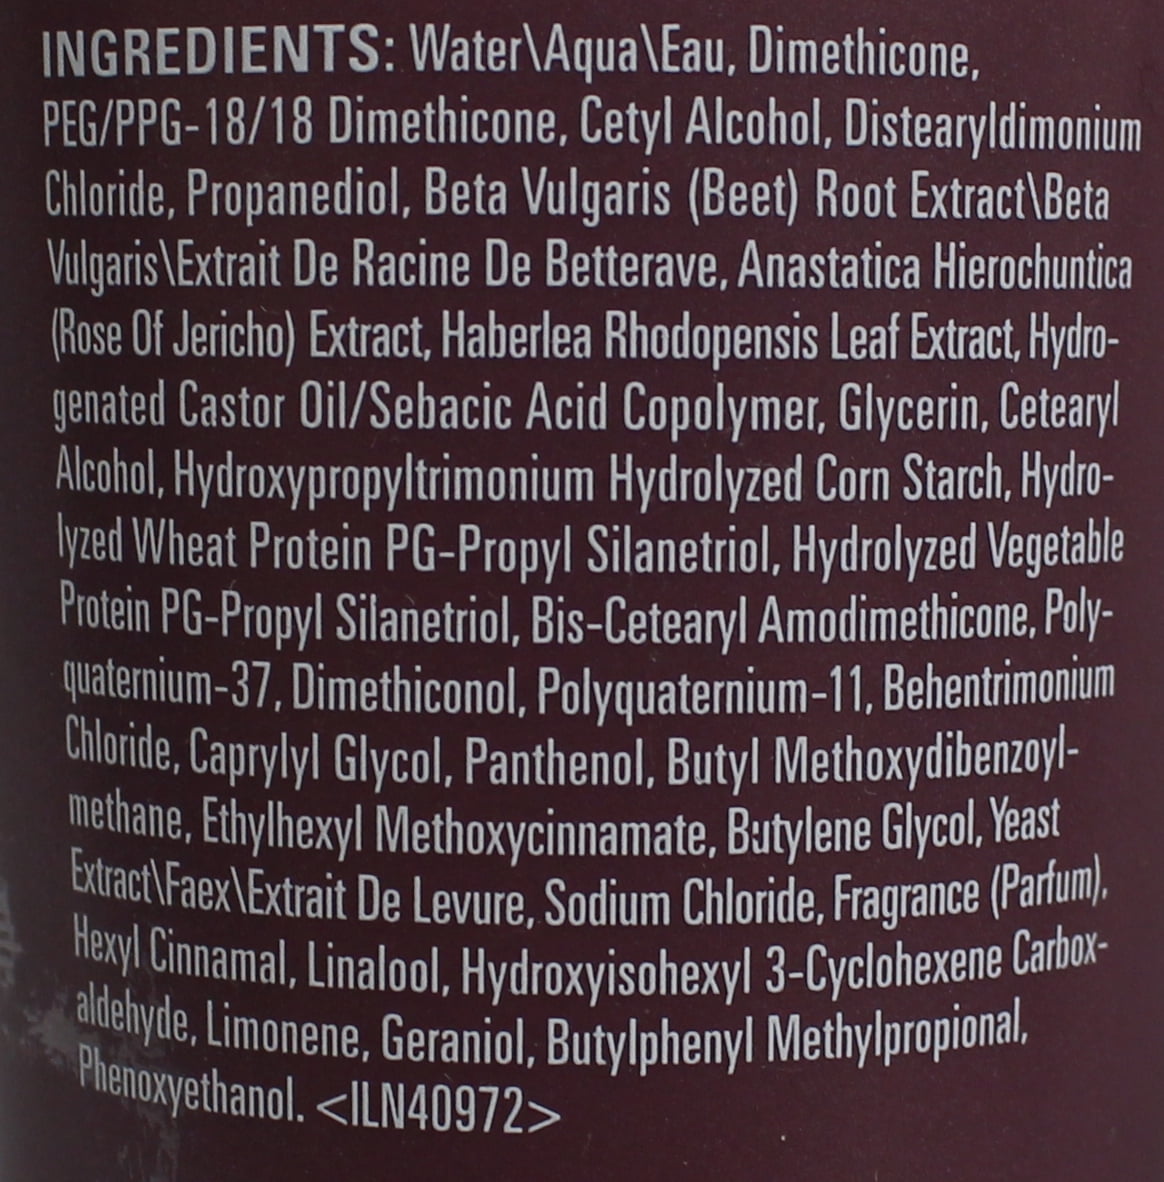 INGREDIENTS: Water\Aqua\Eau, Dimethicone,
PEG/PPG-18/18 Dimethicone, Cetyl Alcohol, Distearyldimonium
Chloride, Propanediol, Beta Vulgaris (Beet) Root Extract\Beta
Vulgaris\Extrait De Racine De Betterave, Anastatica Hierochuntica
(Rose Of Jericho) Extract, Haberlea Rhodopensis Leaf Extract, Hydro-
genated Castor Oil/Sebacic Acid Copolymer, Glycerin, Cetearyl
Alcohol, Hydroxypropyltrimonium Hydrolyzed Corn Starch, Hydro-
lyzed Wheat Protein PG-Propyl Silanetriol, Hydrolyzed Vegetable
Protein PG-Propyl Silanetriol, Bis-Cetearyl Amodimethicone, Poly-
quaternium-37, Dimethiconol, Polyquaternium-11, Behentrimonium
Chloride, Caprylyl Glycol, Panthenol, Butyl Methoxydibenzoyl-
methane, Ethylhexyl Methoxycinnamate, Butylene Glycol, Yeast
Extract\Faex\Extrait De Levure, Sodium Chloride, Fragrance (Parfum),
Hexyl Cinnamal, Linalool, Hydroxyisohexyl 3-Cyclohexene Carbox-
aldehyde, Limonene, Geraniol, Butylphenyl Methylpropional,
Phenoxyethanol. <ILN40972>